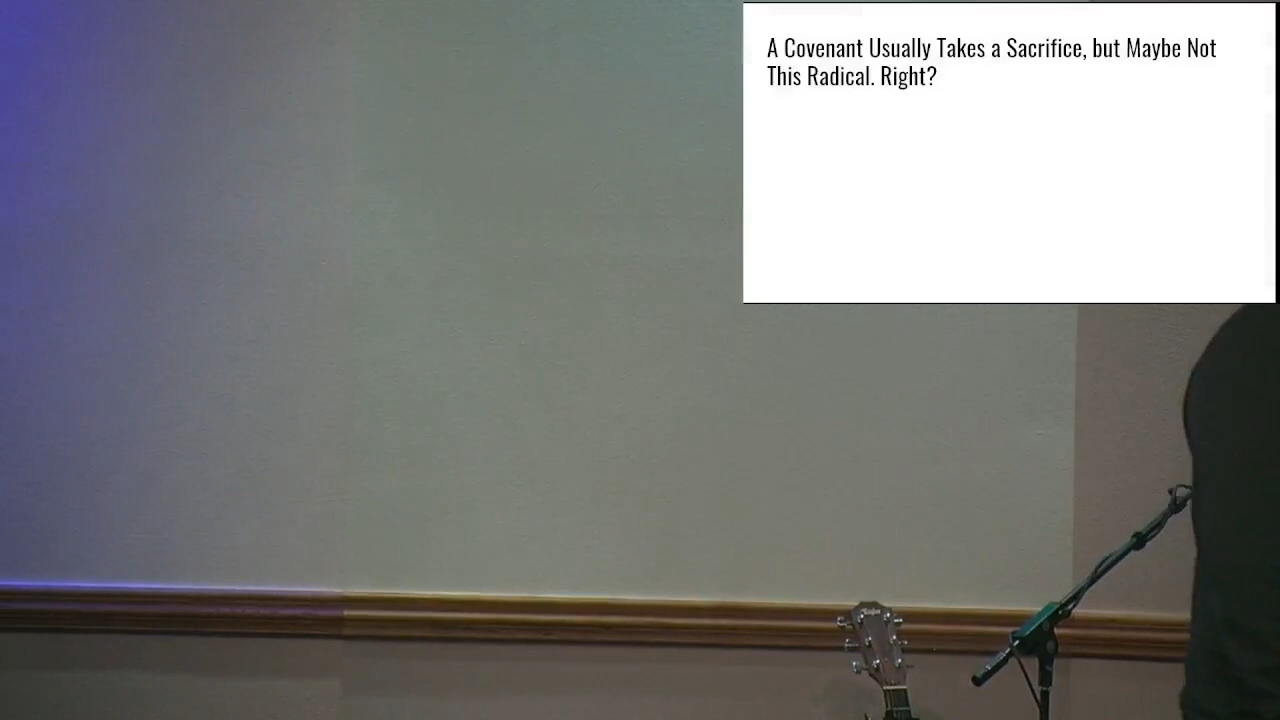 A Covenant Usually Takes a Sacrifice, but Maybe Not
This Radical. Right?